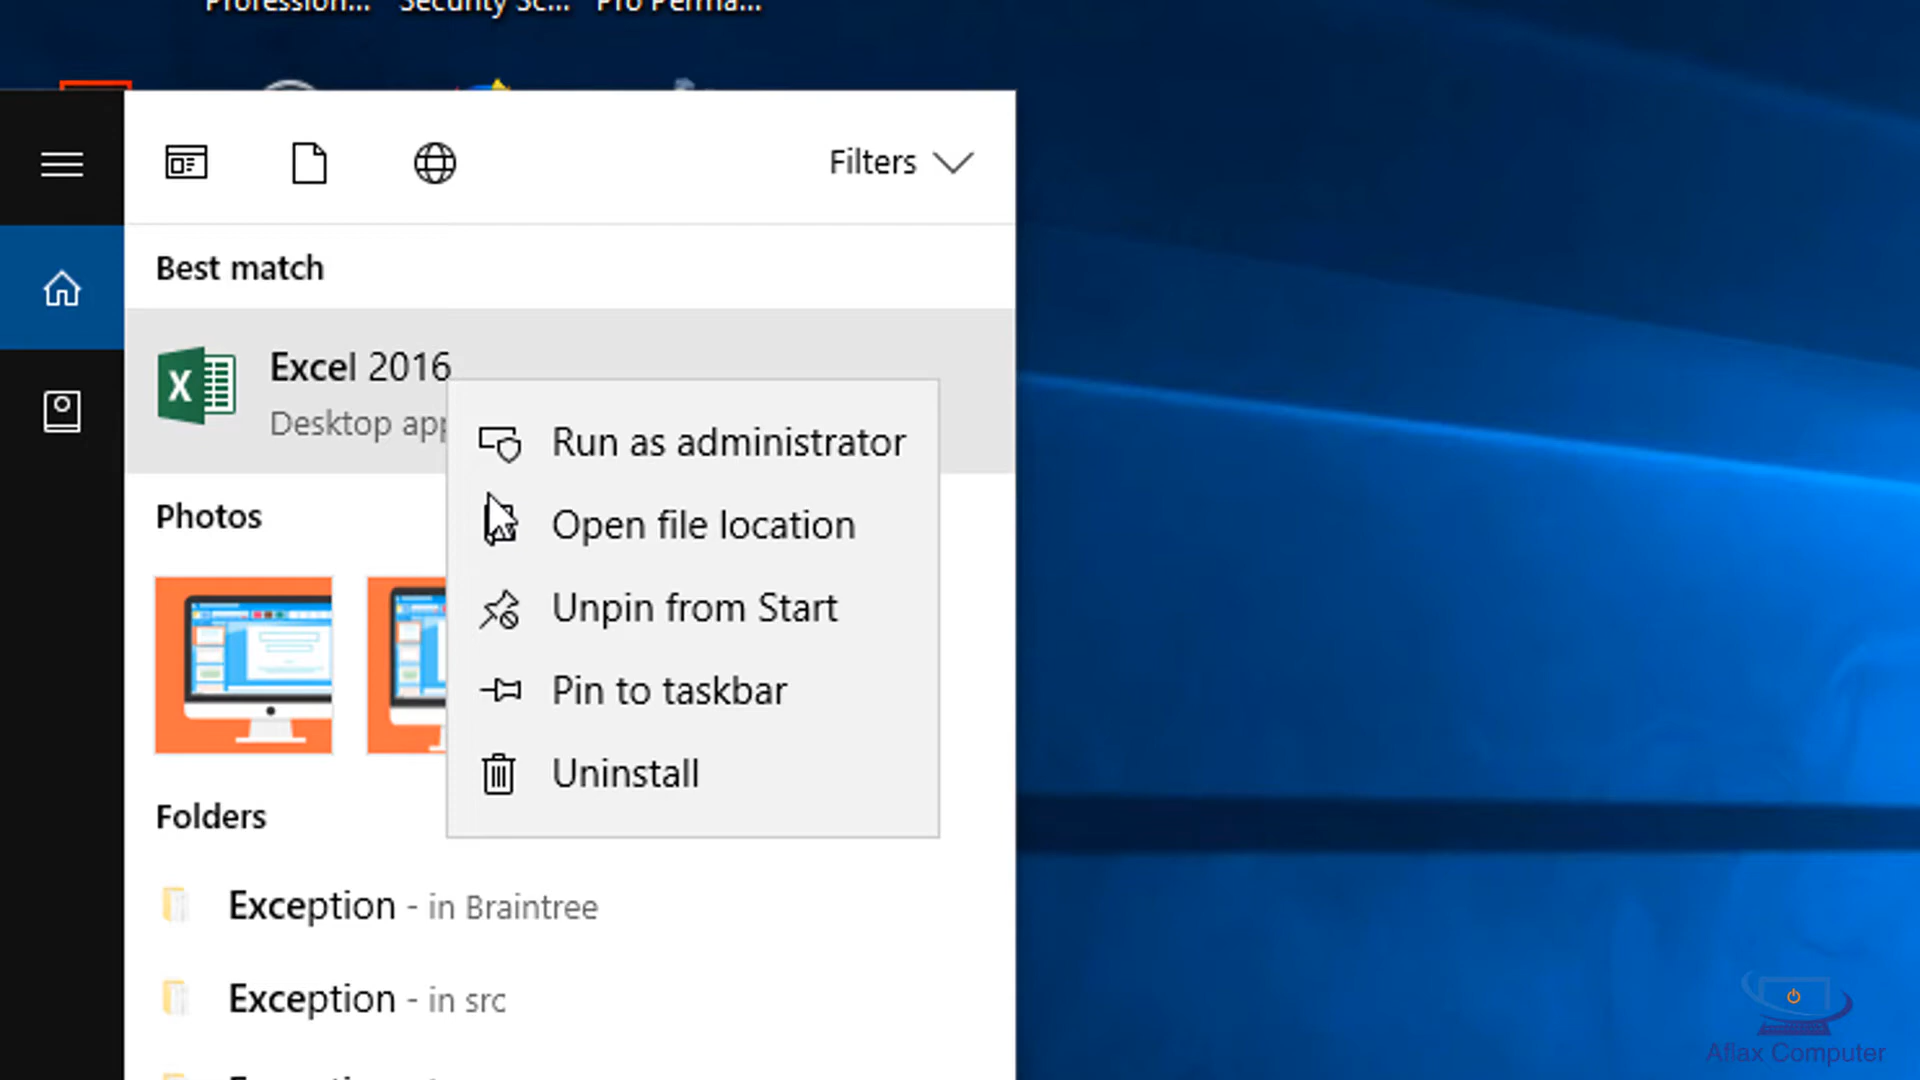 Profession... Security Sc... Pro Perma...
Filters
Best match
Excel 2016
Desktop app
Run as administrator
Photos
Open file location
Unpin from Start
Pin to taskbar
Uninstall
Folders
Exception - in Braintree
Exception - in src
Aflax Computer